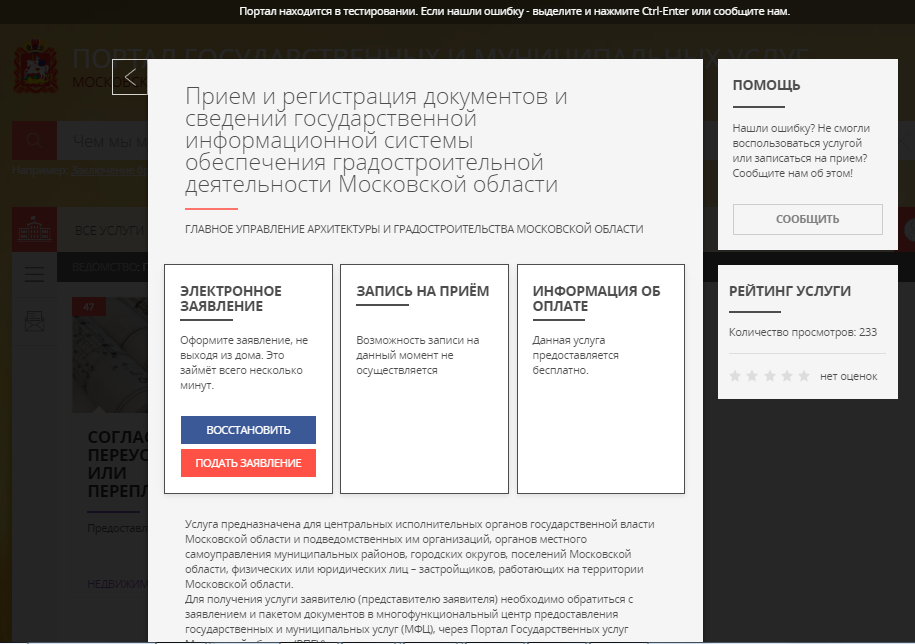 Портал находится в тестировании. Если нашли ошибку - выделите и нажмите Ctrl-Enter или сообщите нам.
ПОРТАЛ ГОСУДАРСТВЕННЫХ И МУНИЦИПАЛЬНЫХ УСЛУГ
Чем мы м
Например:
ВСЕ УСЛУГИ
ВЕДОМСТВО: Г
47
СОГЛАС
ПЕРЕУС
ИЛИ
ПЕРЕПЛ
Предоставл
НЕДВИЖИМ
Прием и регистрация документов и
сведений государственной
информационной системы
обеспечения градостроительной
деятельности Московской области
ГЛАВНОЕ УПРАВЛЕНИЕ АРХИТЕКТУРЫ И ГРАДОСТРОИТЕЛЬСТВА МОСКОВСКОЙ ОБЛАСТИ
ЭЛЕКТРОННОЕ
ЗАЯВЛЕНИЕ
Оформите заявление, не
выходя из дома. Это
займёт всего несколько
минут.
ВОССТАНОВИТЬ
ПОДАТЬ ЗАЯВЛЕНИЕ
ЗАПИСЬ НА ПРИЁМ
Возможность записи на
данный момент не
осуществляется
ИНФОРМАЦИЯ ОБ
ОПЛАТЕ
Данная услуга
предоставляется
бесплатно.
Услуга предназначена для центральных исполнительных органов государственной власти
Московской области и подведомственных им организаций, органов местного
самоуправления муниципальных районов, городских округов, поселений Московской
области, физических или юридических лиц – застройщиков, работающих на территории
Московской области.
Для получения услуги заявителю (представителю заявителя) необходимо обратиться с
заявлением и пакетом документов в многофункциональный центр предоставления
государственных и муниципальных услуг (МФЦ), через Портал Государственных услуг
ПОМОЩЬ
Нашли ошибку? Не смогли
воспользоваться услугой
или записаться на прием?
Сообщите нам об этом!
СООБЩИТЬ
РЕЙТИНГ УСЛУГИ
Количество просмотров: 233
нет оценок